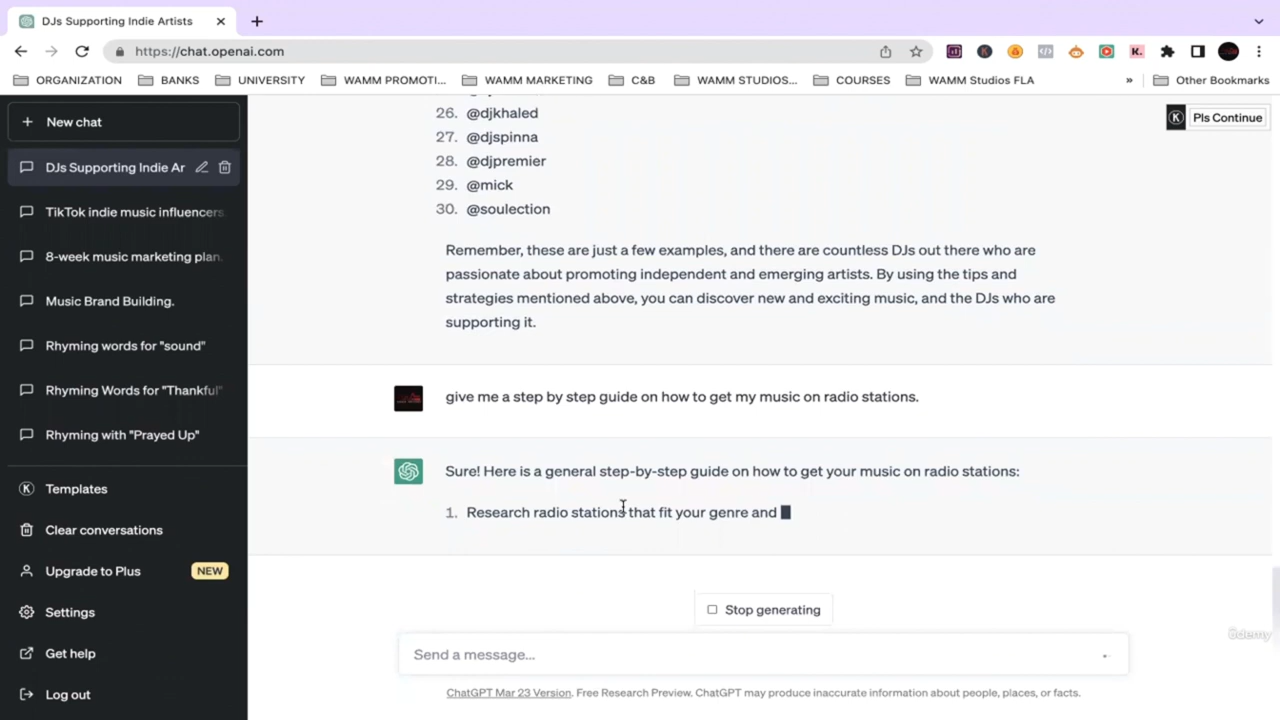 DJs Supporting Indie Artists
https://chat.openai.com
ORGANIZATION BANKS UNIVERSITY WAMM PROMOTI... WAMM MARKETING C&B WAMM STUDIOS... COURSES WAMM Studios FLA » Other Bookmarks
New chat
DJs Supporting Indie Ar
TikTok indie music influencers.
8-week music marketing plan.
Music Brand Building.
Rhyming words for "sound"
Rhyming Words for "Thankful"
Rhyming with "Prayed Up"
Templates
Clear conversations
Upgrade to Plus NEW
Settings
Get help
Log out
K Pls Continue
26. @djkhaled
27. @djspinna
28. @djpremier
29. @mick
30. @soulection
Remember, these are just a few examples, and there are countless DJs out there who are
passionate about promoting independent and emerging artists. By using the tips and
strategies mentioned above, you can discover new and exciting music, and the DJs who are
supporting it.
give me a step by step guide on how to get my music on radio stations.
Sure! Here is a general step-by-step guide on how to get your music on radio stations:
1. Research radio stations that fit your genre and
Stop generating
Send a message...
ChatGPT Mar 23 Version. Free Research Preview. ChatGPT may produce inaccurate information about people, places, or facts.
Udemy